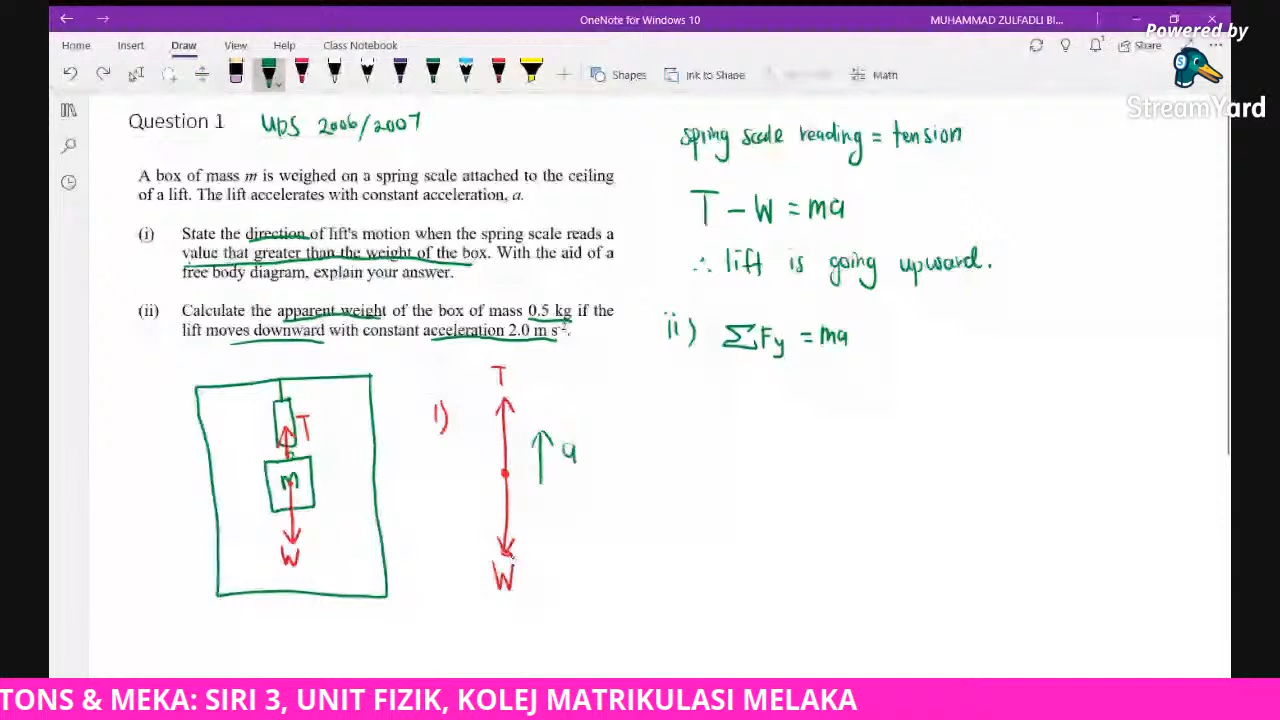 OneNote for Windows 10
MUHAMMAD ZULFADLI BI...
Powered by
StreamYard
Home Insert Draw View Help Class Notebook
Share
Shapes Ink to Shape Math
Question 1 UPS 2006/2007
A box of mass m is weighed on a spring scale attached to the ceiling
of a lift. The lift accelerates with constant acceleration, a.
(i) State the direction of lift's motion when the spring scale reads a
value that greater than the weight of the box. With the aid of a
free body diagram, explain your answer.
(ii) Calculate the apparent weight of the box of mass 0.5 kg if the
lift moves downward with constant acceleration 2.0 m s⁻².
T
m
W
1)
T
a
W
spring scale reading = tension
T - W = ma
∴ lift is going upward.
ii) ΣFy = ma
TONS & MEKA: SIRI 3, UNIT FIZIK, KOLEJ MATRIKULASI MELAKA